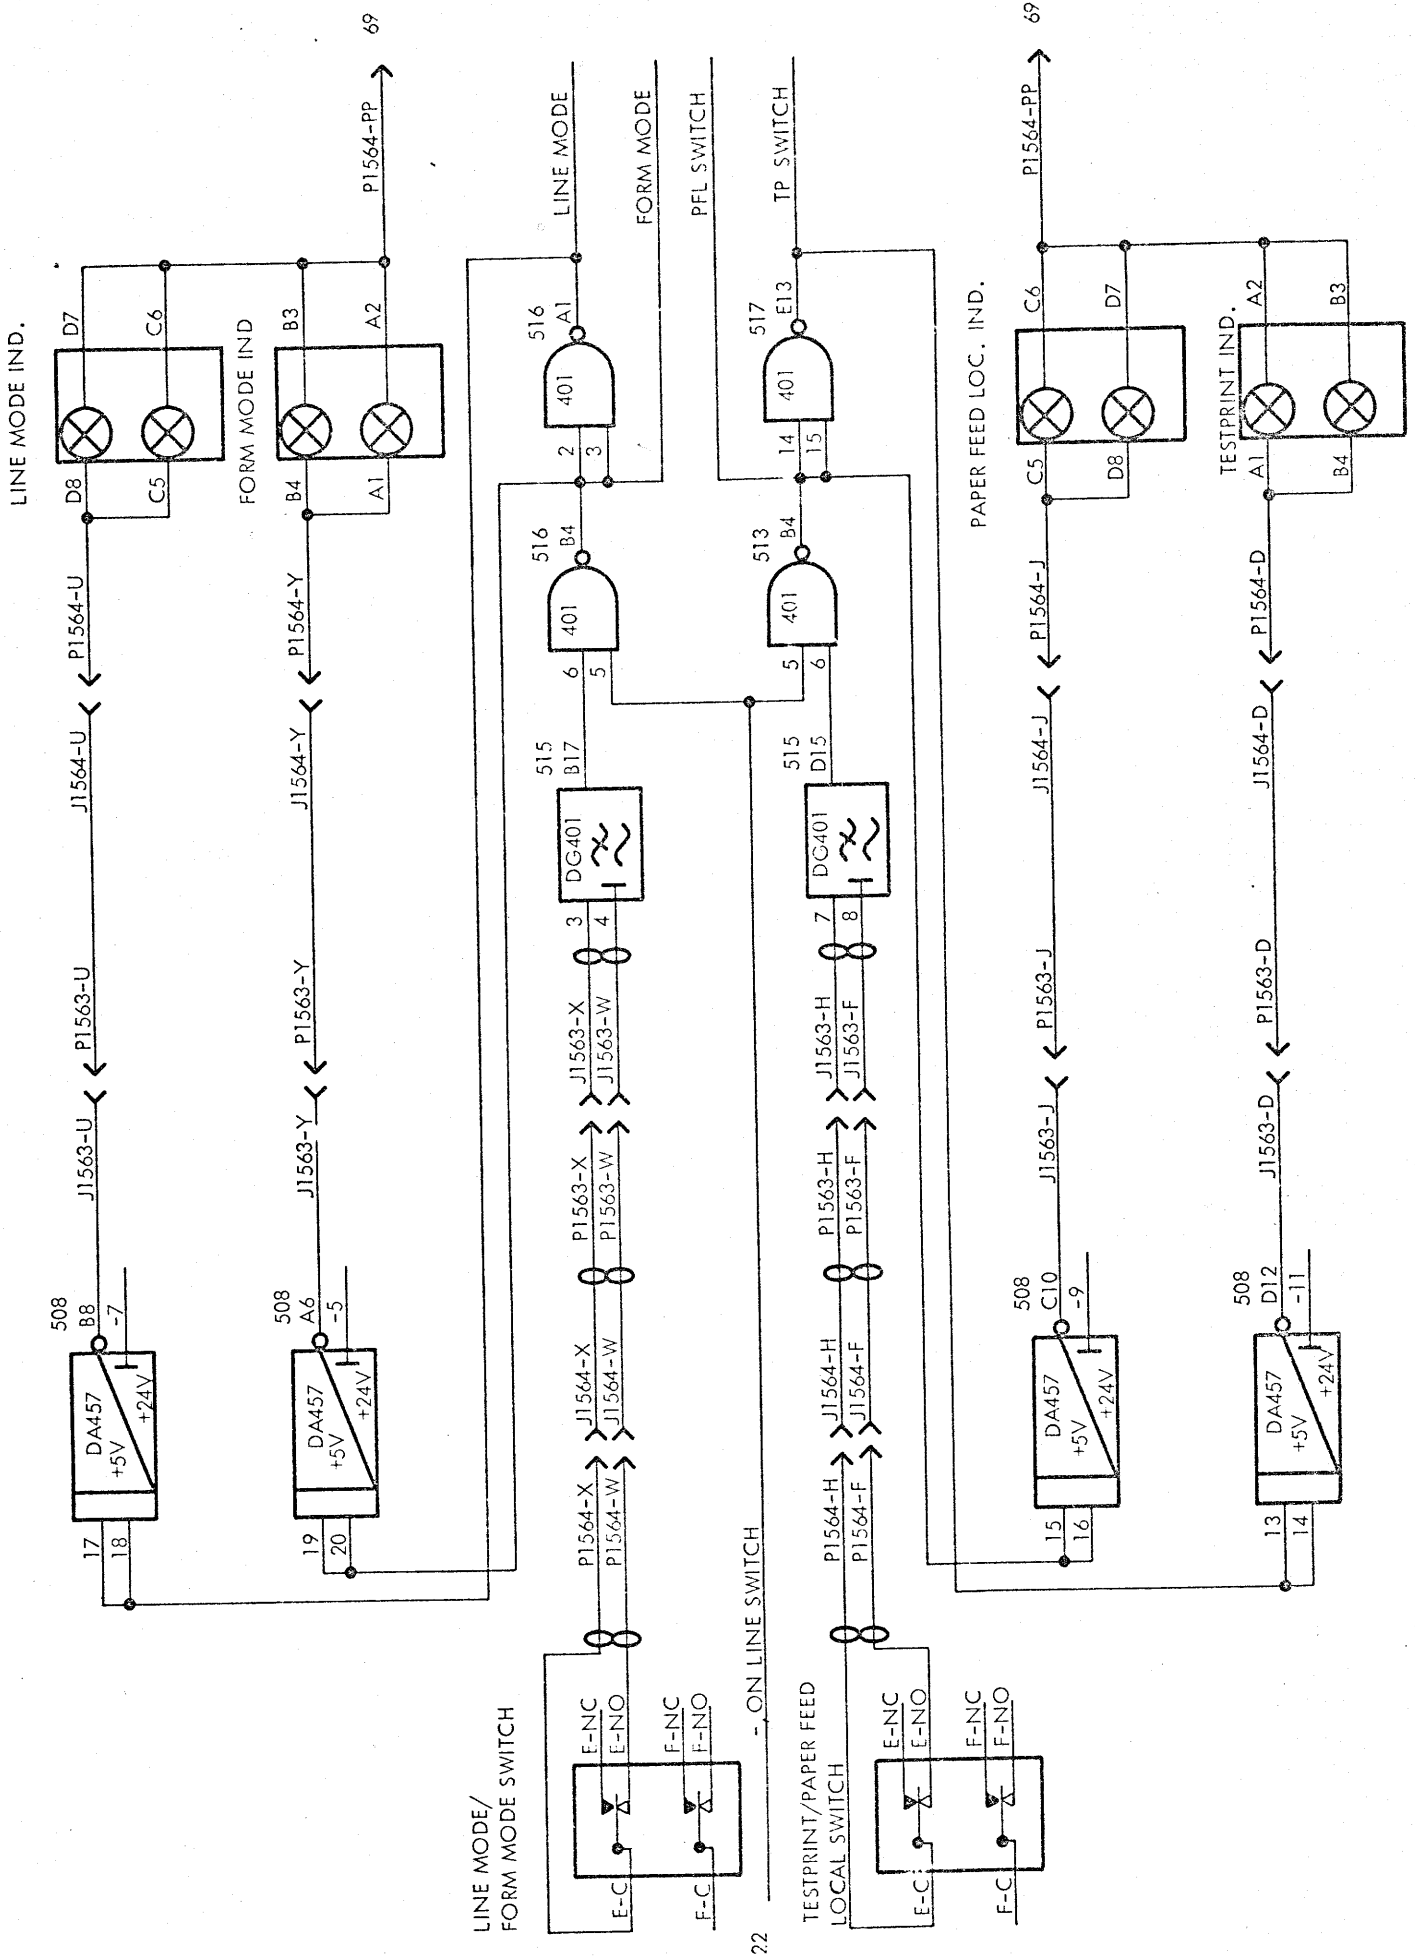 LINE MODE IND.
508
B8
-7
17
18
DA457
+5V
+24V
J1563-U
P1563-U
J1564-U
P1564-U
D8
C5
D7
C6
FORM MODE IND
508
A6
-5
19
20
DA457
+5V
+24V
J1563-Y
P1563-Y
J1564-Y
P1564-Y
B4
A1
B3
A2
P1564-PP
69
LINE MODE/
FORM MODE SWITCH
E-C
F-C
E-NC
E-NO
F-NC
F-NO
P1564-X
P1564-W
J1564-X
J1564-W
P1563-X
P1563-W
J1563-X
J1563-W
3
4
DG401
515
B17
6
5
401
516
B4
2
3
401
516
A1
LINE MODE
FORM MODE
22
- ON LINE SWITCH
PFL SWITCH
TP SWITCH
TESTPRINT/PAPER FEED
LOCAL SWITCH
E-C
F-C
E-NC
E-NO
F-NC
F-NO
P1564-H
P1564-F
J1564-H
J1564-F
P1563-H
P1563-F
J1563-H
J1563-F
7
8
DG401
515
D15
5
6
401
513
B4
14
15
401
517
E13
PAPER FEED LOC. IND.
508
C10
-9
15
16
DA457
+5V
+24V
J1563-J
P1563-J
J1564-J
P1564-J
C5
D8
C6
D7
P1564-PP
69
TESTPRINT IND.
508
D12
-11
13
14
DA457
+5V
+24V
J1563-D
P1563-D
J1564-D
P1564-D
A1
B4
A2
B3